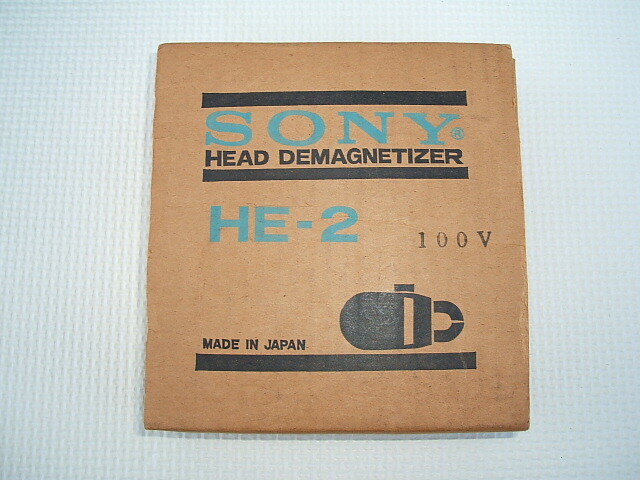 SONY®
HEAD DEMAGNETIZER
HE-2
100V
MADE IN JAPAN